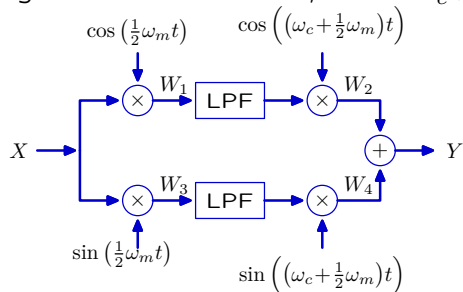 cos (½ω_m t)
cos ((ω_c + ½ω_m) t)
× W_1 LPF × W_2
X + Y
× W_3 LPF × W_4
sin (½ω_m t)
sin ((ω_c + ½ω_m) t)